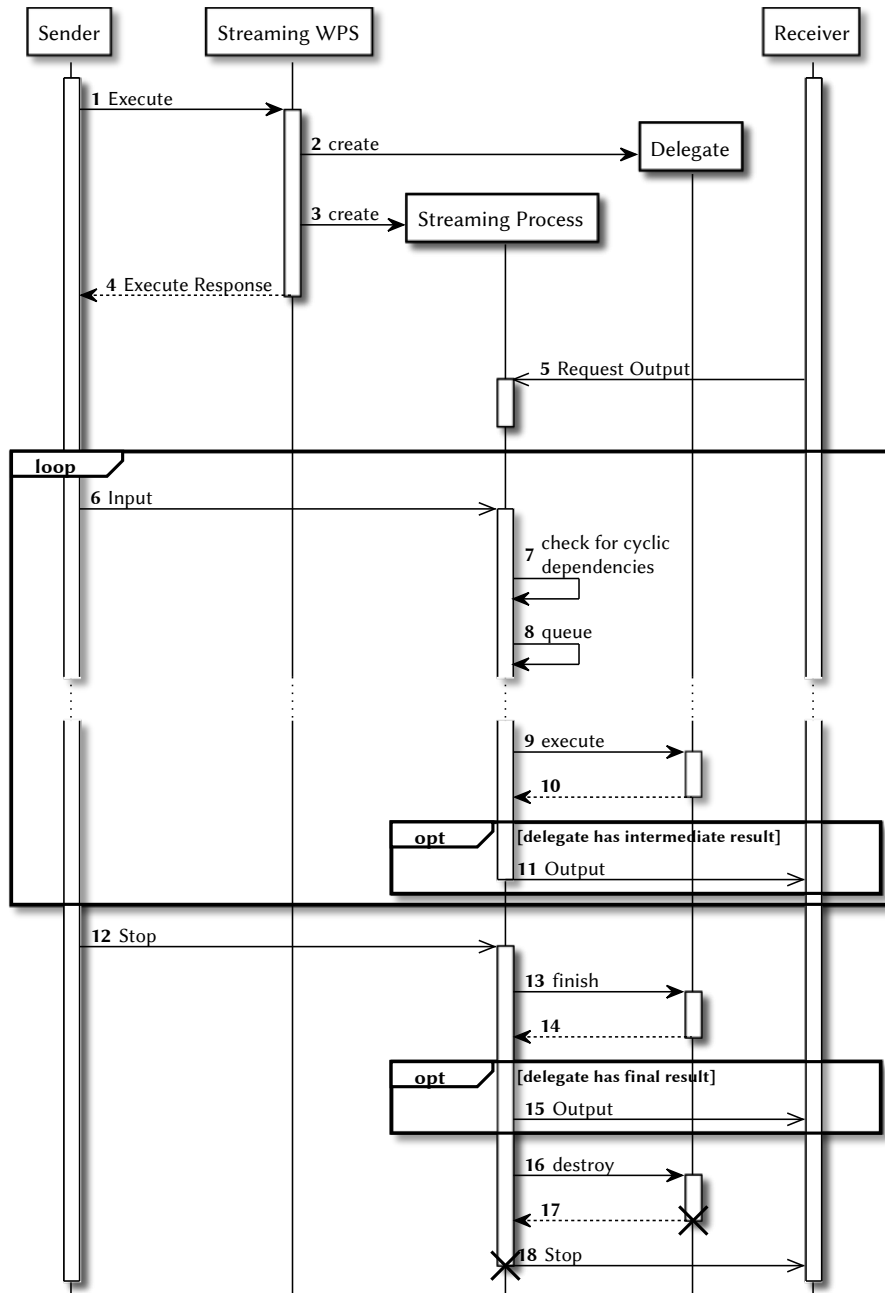 Sender
Streaming WPS
Receiver
1 Execute
2 create
Delegate
3 create
Streaming Process
4 Execute Response
5 Request Output
loop
6 Input
7 check for cyclic
dependencies
8 queue
9 execute
10
opt
[delegate has intermediate result]
11 Output
12 Stop
13 finish
14
opt
[delegate has final result]
15 Output
16 destroy
17
18 Stop